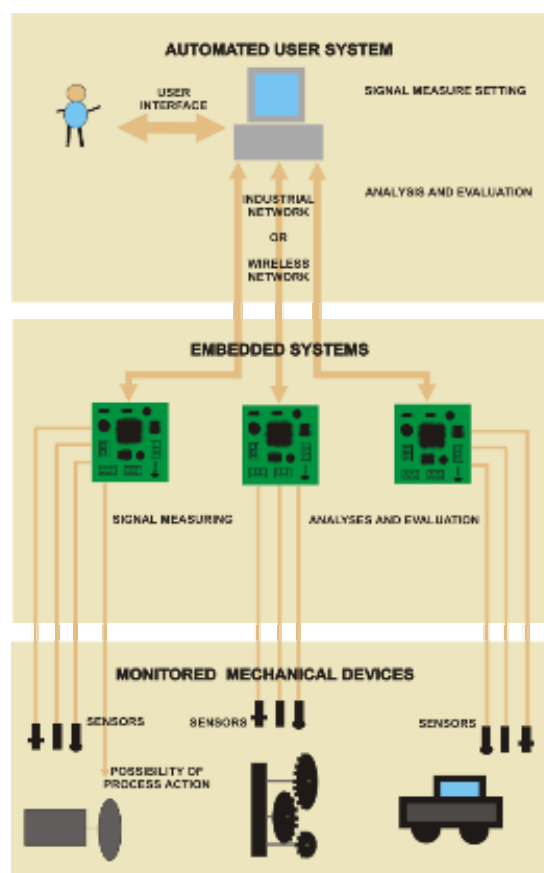 AUTOMATED USER SYSTEM
USER
INTERFACE
SIGNAL MEASURE SETTING
ANALYSIS AND EVALUATION
INDUSTRIAL
NETWORK
OR
WIRELESS
NETWORK
EMBEDDED SYSTEMS
SIGNAL MEASURING
ANALYSES AND EVALUATION
MONITORED MECHANICAL DEVICES
SENSORS
SENSORS
SENSORS
POSSIBILITY OF
PROCESS ACTION